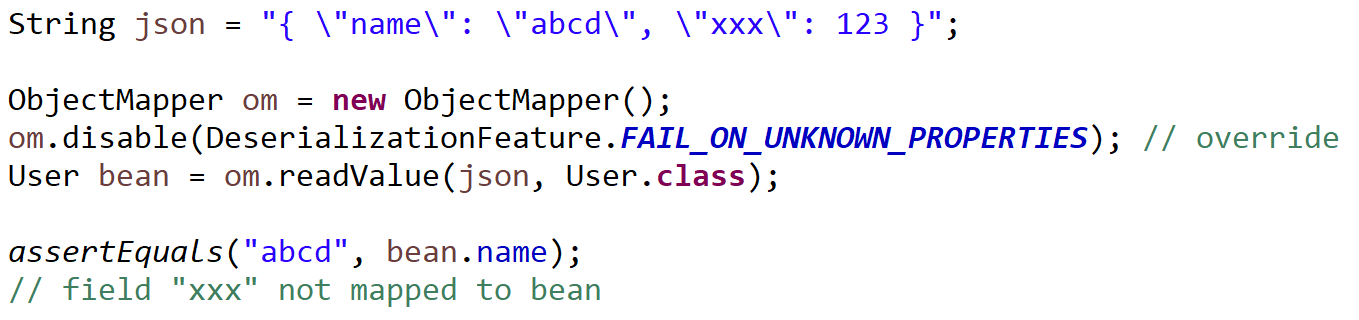 String json = "{ \"name\": \"abcd\", \"xxx\": 123 }";
ObjectMapper om = new ObjectMapper();
om.disable(DeserializationFeature.FAIL_ON_UNKNOWN_PROPERTIES); // override
User bean = om.readValue(json, User.class);
assertEquals("abcd", bean.name);
// field "xxx" not mapped to bean